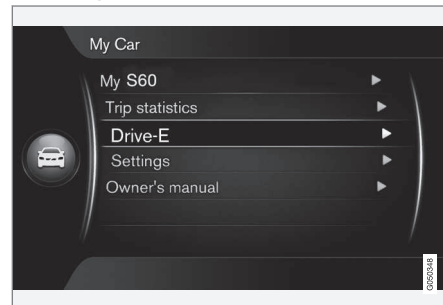 My Car
My S60
Trip statistics
Drive-E
Settings
Owner's manual
G050348